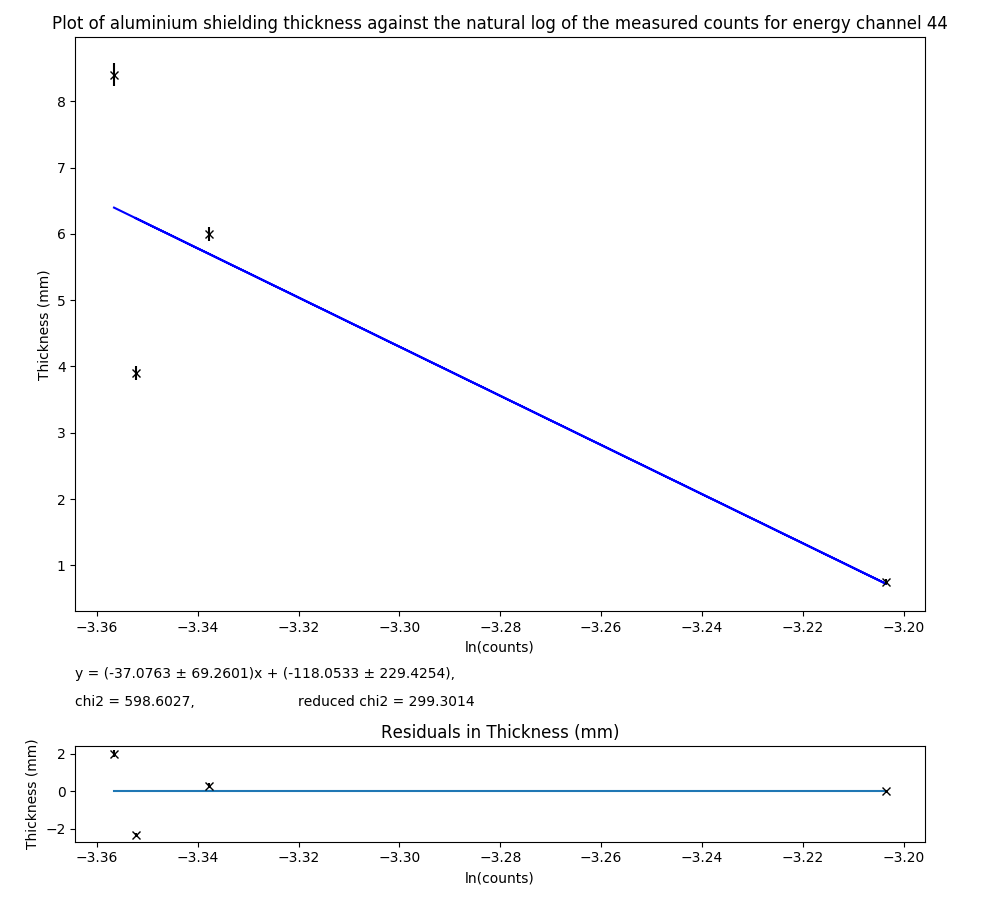 Plot of aluminium shielding thickness against the natural log of the measured counts for energy channel 44
8
7
6
5
4
3
2
1
Thickness (mm)
−3.36 −3.34 −3.32 −3.30 −3.28 −3.26 −3.24 −3.22 −3.20
ln(counts)
y = (-37.0763 ± 69.2601)x + (-118.0533 ± 229.4254),
chi2 = 598.6027, reduced chi2 = 299.3014
Residuals in Thickness (mm)
2
0
−2
Thickness (mm)
−3.36 −3.34 −3.32 −3.30 −3.28 −3.26 −3.24 −3.22 −3.20
ln(counts)